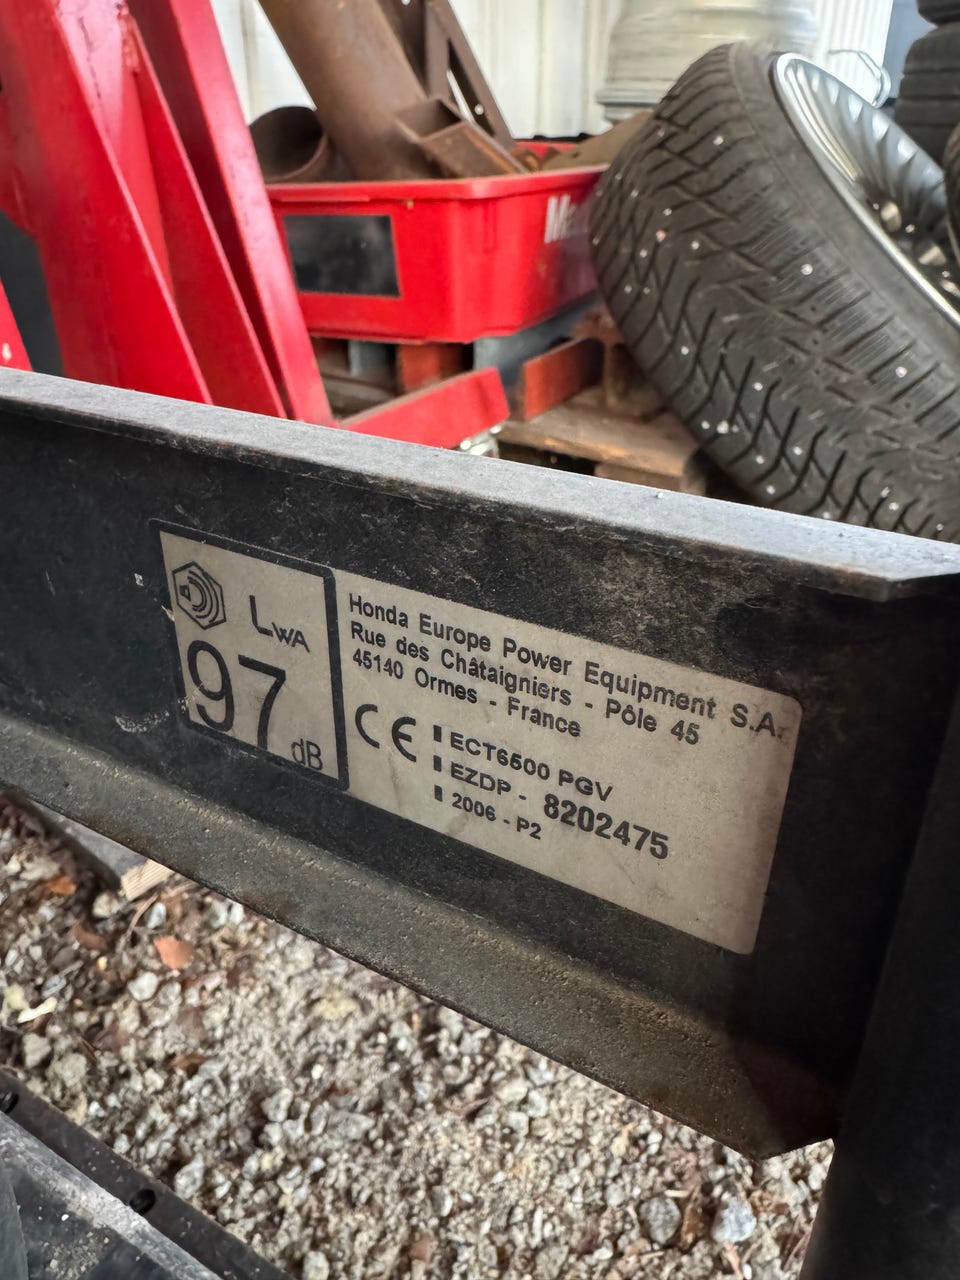 LWA
97 dB
Honda Europe Power Equipment S.A.
Rue des Châtaigniers - Pôle 45
45140 Ormes - France
CE
ECT6500 PGV
EZDP - 8202475
2006 - P2